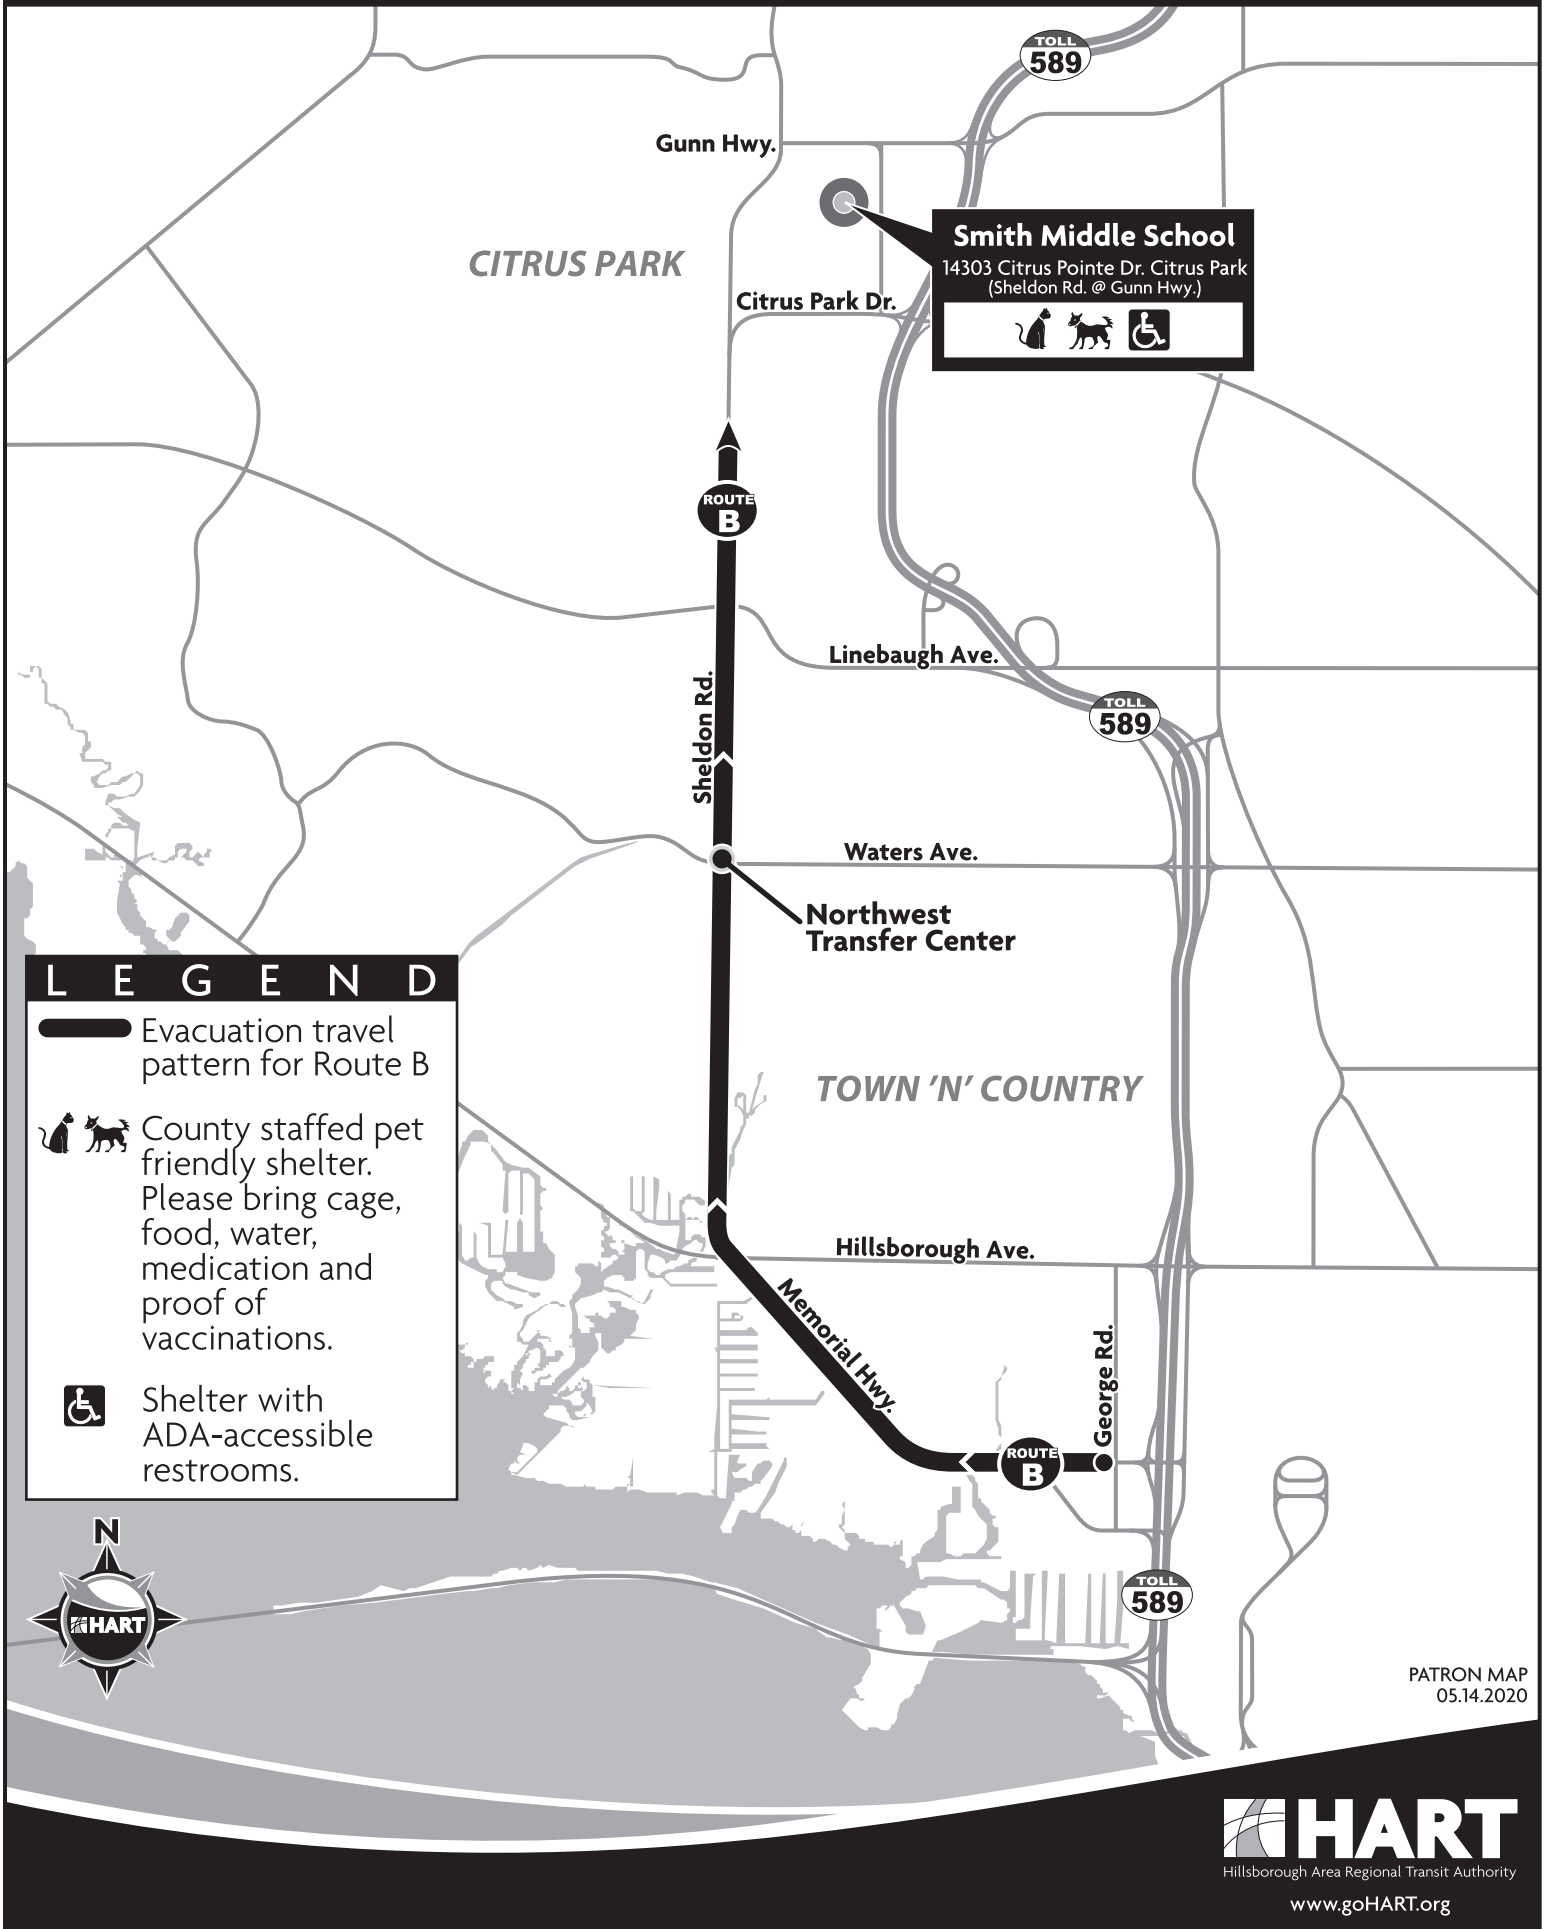 TOLL
589
Gunn Hwy.
Smith Middle School
14303 Citrus Pointe Dr. Citrus Park
(Sheldon Rd. @ Gunn Hwy.)
CITRUS PARK
Citrus Park Dr.
ROUTE
B
Linebaugh Ave.
Sheldon Rd.
TOLL
589
Waters Ave.
Northwest
Transfer Center
LEGEND
Evacuation travel
pattern for Route B
County staffed pet
friendly shelter.
Please bring cage,
food, water,
medication and
proof of
vaccinations.
Shelter with
ADA-accessible
restrooms.
TOWN 'N' COUNTRY
Hillsborough Ave.
Memorial Hwy.
George Rd.
ROUTE
B
N
HART
TOLL
589
PATRON MAP
05.14.2020
HART
Hillsborough Area Regional Transit Authority
www.goHART.org